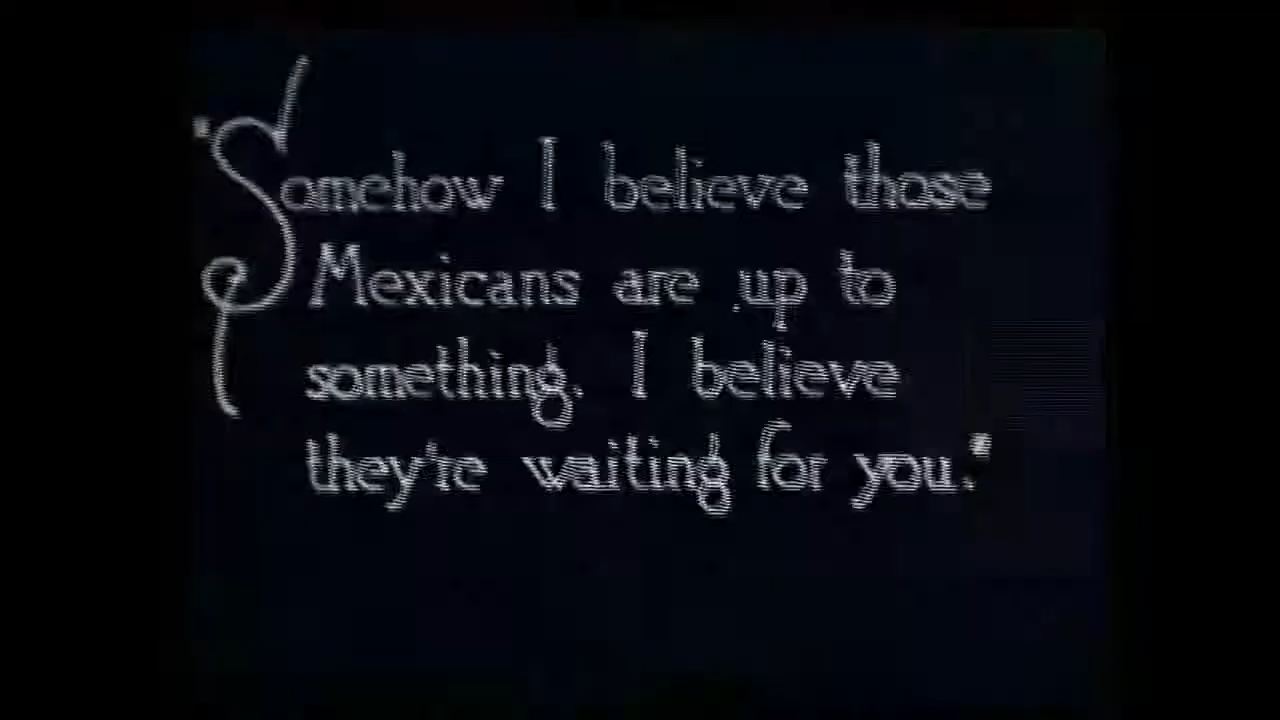 "Somehow I believe those
Mexicans are up to
something. I believe
they're waiting for you."